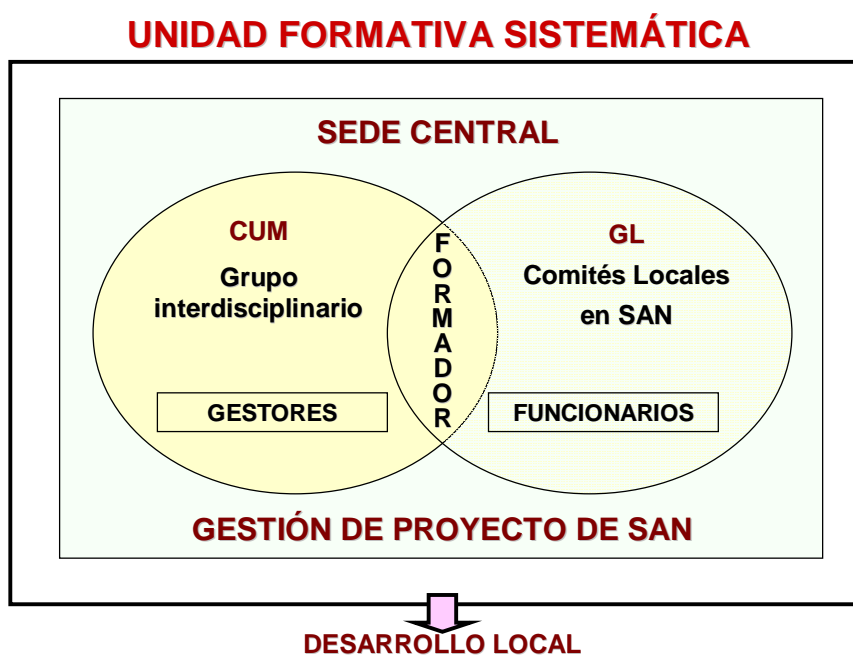 UNIDAD FORMATIVA SISTEMÁTICA
SEDE CENTRAL
CUM
Grupo
interdisciplinario
GESTORES
FORMADOR
GL
Comités Locales
en SAN
FUNCIONARIOS
GESTIÓN DE PROYECTO DE SAN
DESARROLLO LOCAL